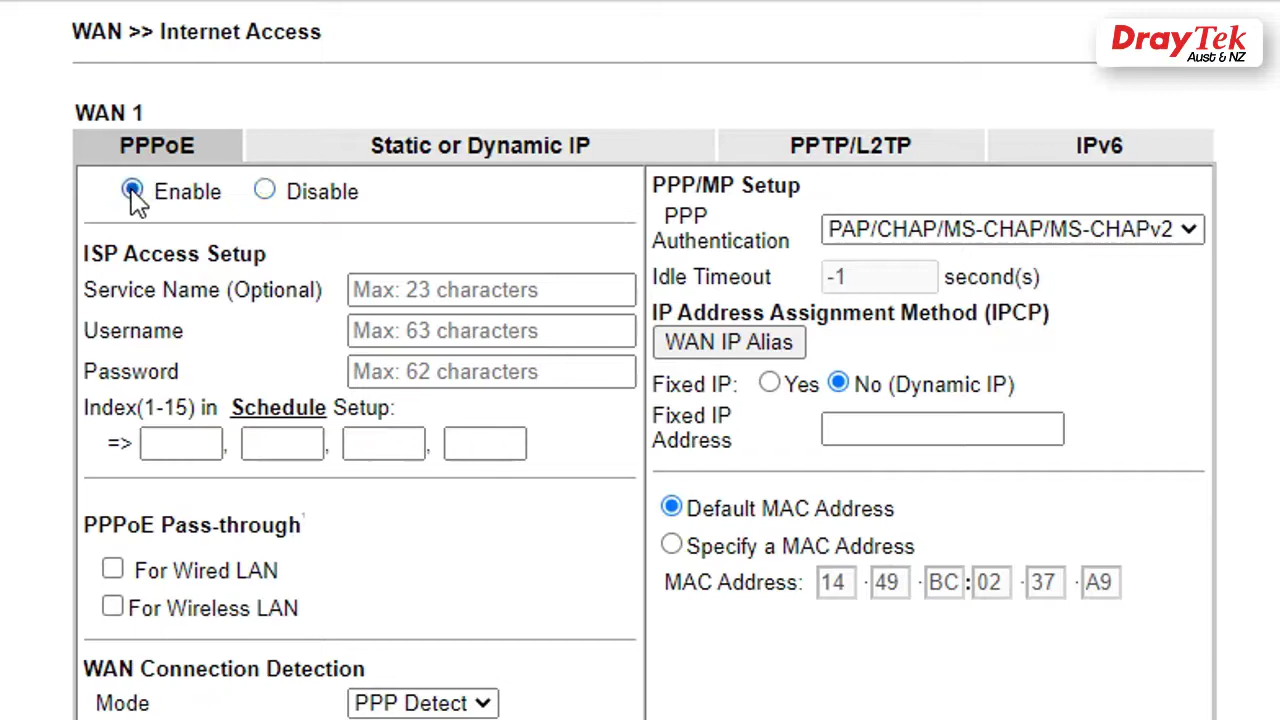 WAN >> Internet Access
DrayTek
Aust & NZ
WAN 1
PPPoE
Static or Dynamic IP
PPTP/L2TP
IPv6
Enable Disable
ISP Access Setup
Service Name (Optional) Max: 23 characters
Username Max: 63 characters
Password Max: 62 characters
Index(1-15) in Schedule Setup:
=> , , ,
PPPoE Pass-through
For Wired LAN
For Wireless LAN
WAN Connection Detection
Mode PPP Detect
PPP/MP Setup
PPP
Authentication PAP/CHAP/MS-CHAP/MS-CHAPv2
Idle Timeout -1 second(s)
IP Address Assignment Method (IPCP)
WAN IP Alias
Fixed IP: Yes No (Dynamic IP)
Fixed IP
Address
Default MAC Address
Specify a MAC Address
MAC Address: 14 · 49 · BC : 02 · 37 · A9